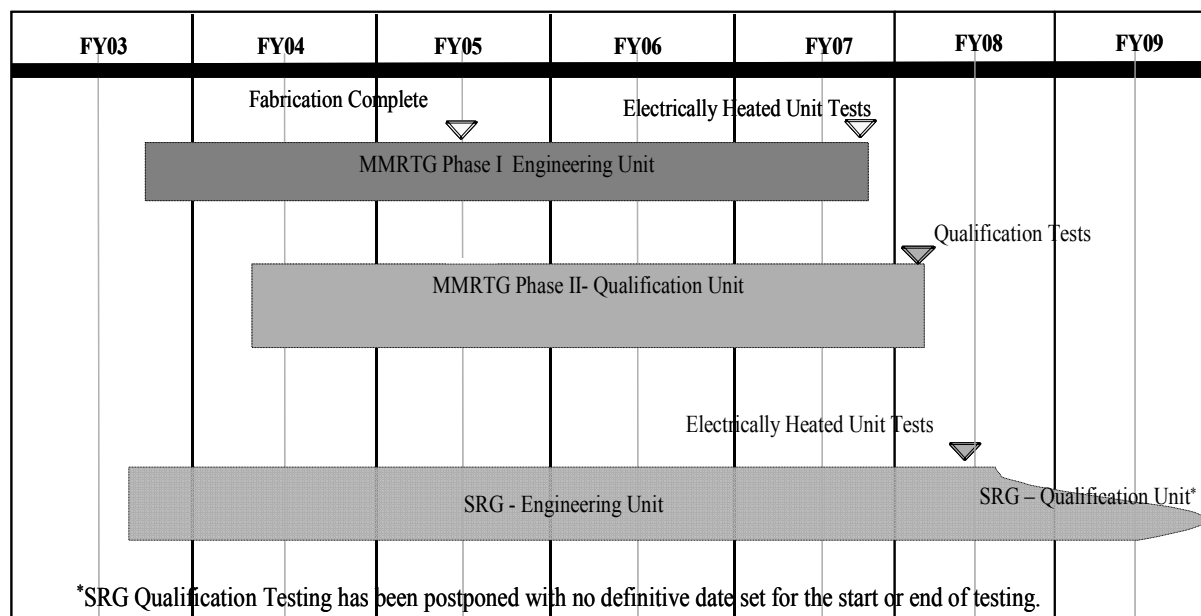 FY03 FY04 FY05 FY06 FY07 FY08 FY09
Fabrication Complete
Electrically Heated Unit Tests
MMRTG Phase I Engineering Unit
Qualification Tests
MMRTG Phase II- Qualification Unit
Electrically Heated Unit Tests
SRG - Engineering Unit
SRG – Qualification Unit*
*SRG Qualification Testing has been postponed with no definitive date set for the start or end of testing.